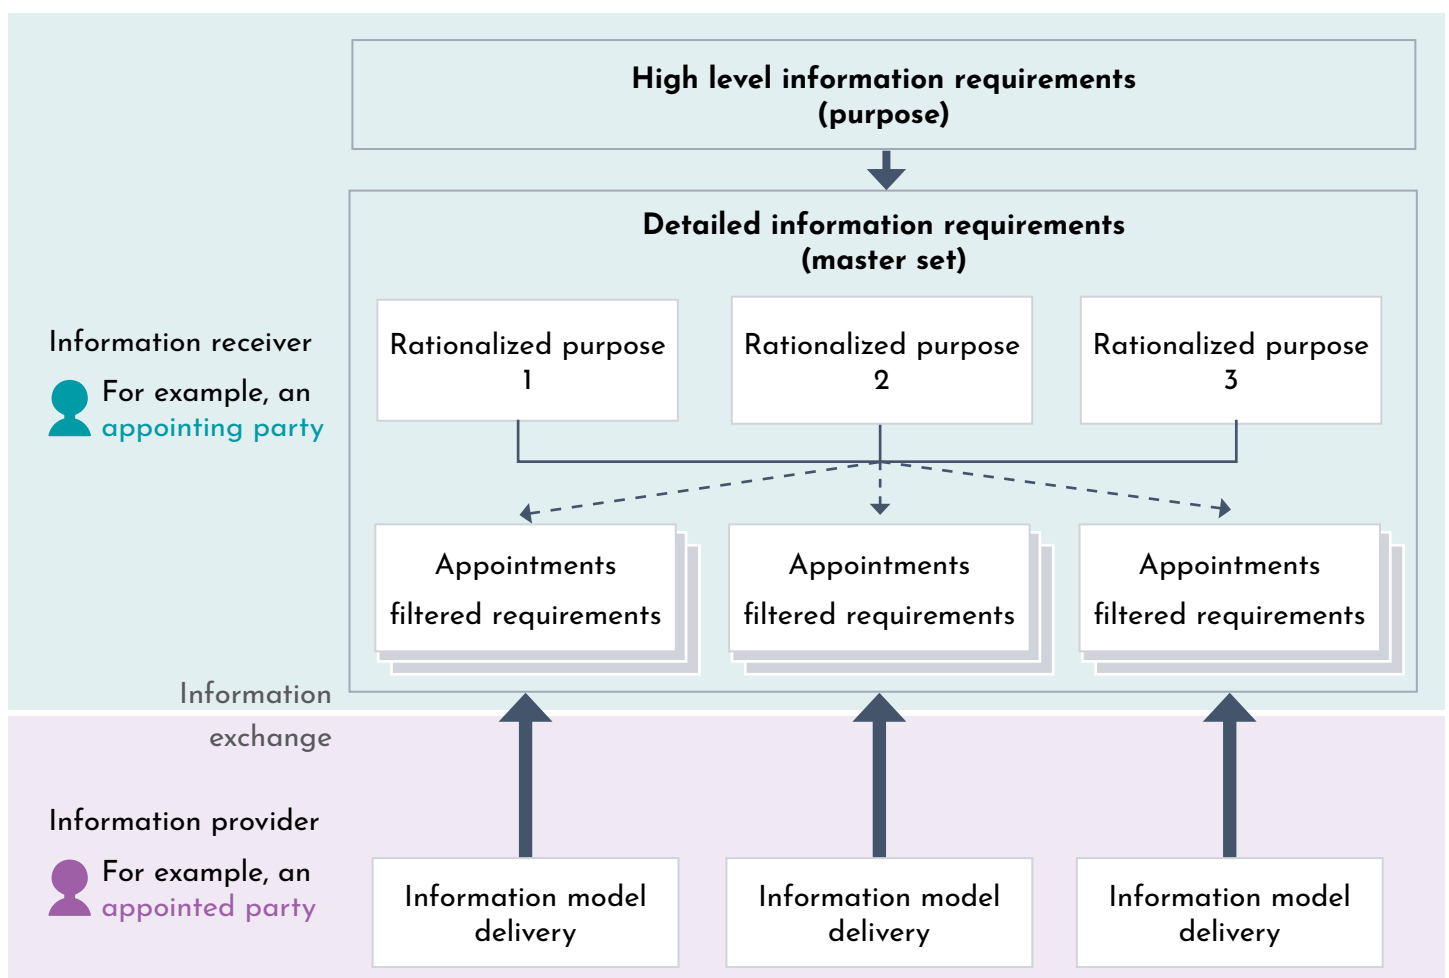 High level information requirements
(purpose)
Detailed information requirements
(master set)
Rationalized purpose
1
Rationalized purpose
2
Rationalized purpose
3
Information receiver
For example, an
appointing party
Appointments
filtered requirements
Appointments
filtered requirements
Appointments
filtered requirements
Information
exchange
Information provider
For example, an
appointed party
Information model
delivery
Information model
delivery
Information model
delivery